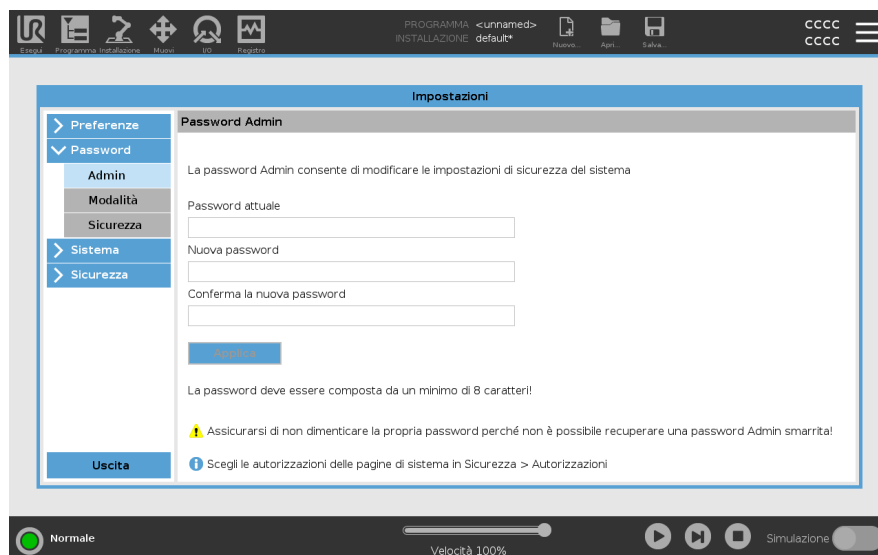 PROGRAMMA <unnamed>
INSTALLAZIONE default*
CCCC
CCCC
Esegui Programma Installazione Muovi I/O Registro
Nuovo... Apri... Salva...
Impostazioni
Preferenze
Password
Admin
Modalità
Sicurezza
Sistema
Sicurezza
Uscita
Password Admin
La password Admin consente di modificare le impostazioni di sicurezza del sistema
Password attuale
Nuova password
Conferma la nuova password
Applica
La password deve essere composta da un minimo di 8 caratteri!
Assicurarsi di non dimenticare la propria password perché non è possibile recuperare una password Admin smarrita!
Scegli le autorizzazioni delle pagine di sistema in Sicurezza > Autorizzazioni
Normale
Velocità 100%
Simulazione